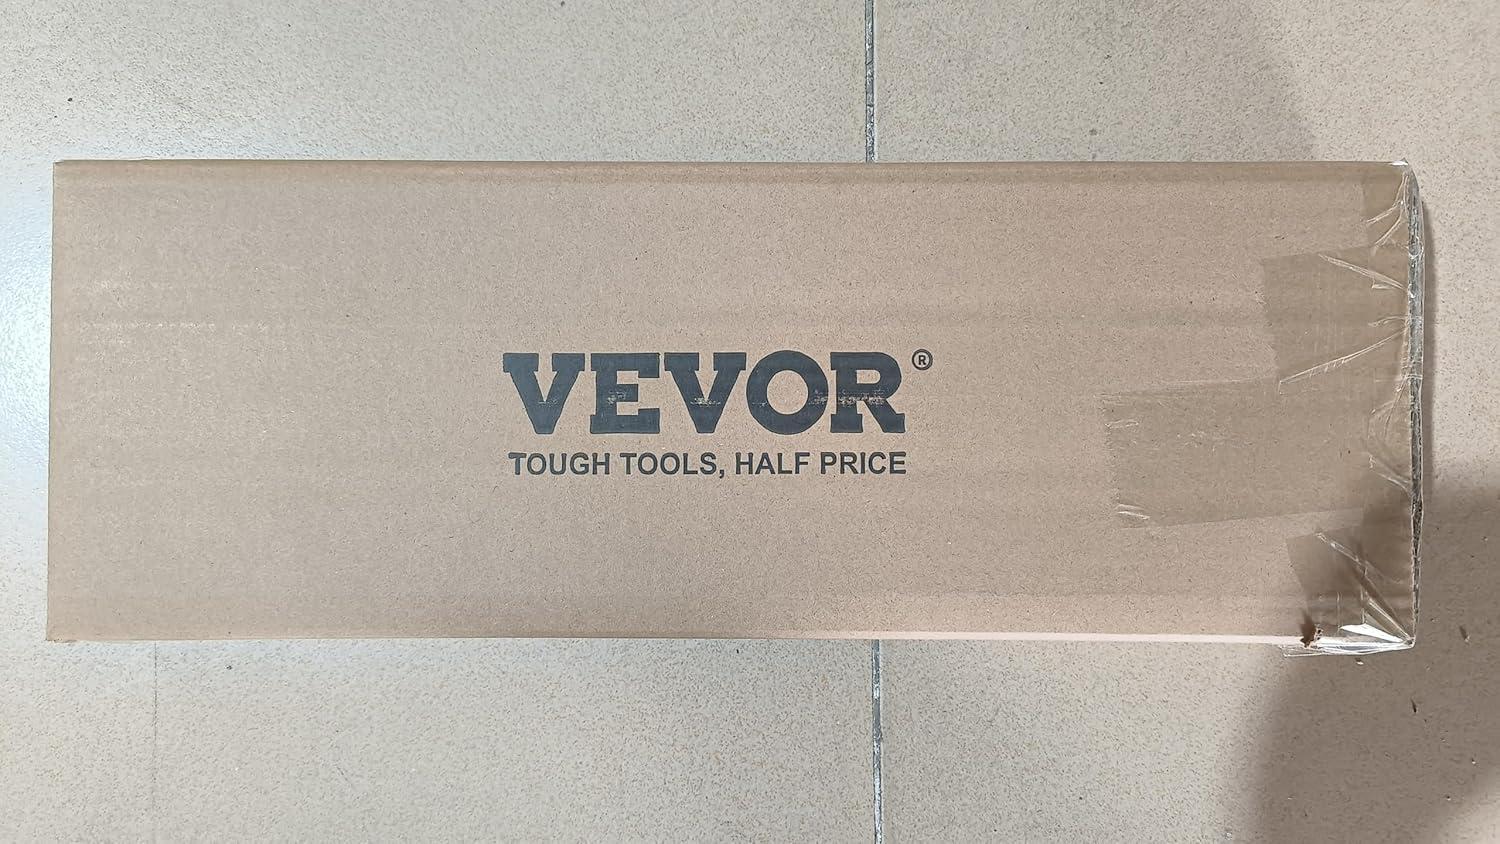 VEVOR®
TOUGH TOOLS, HALF PRICE